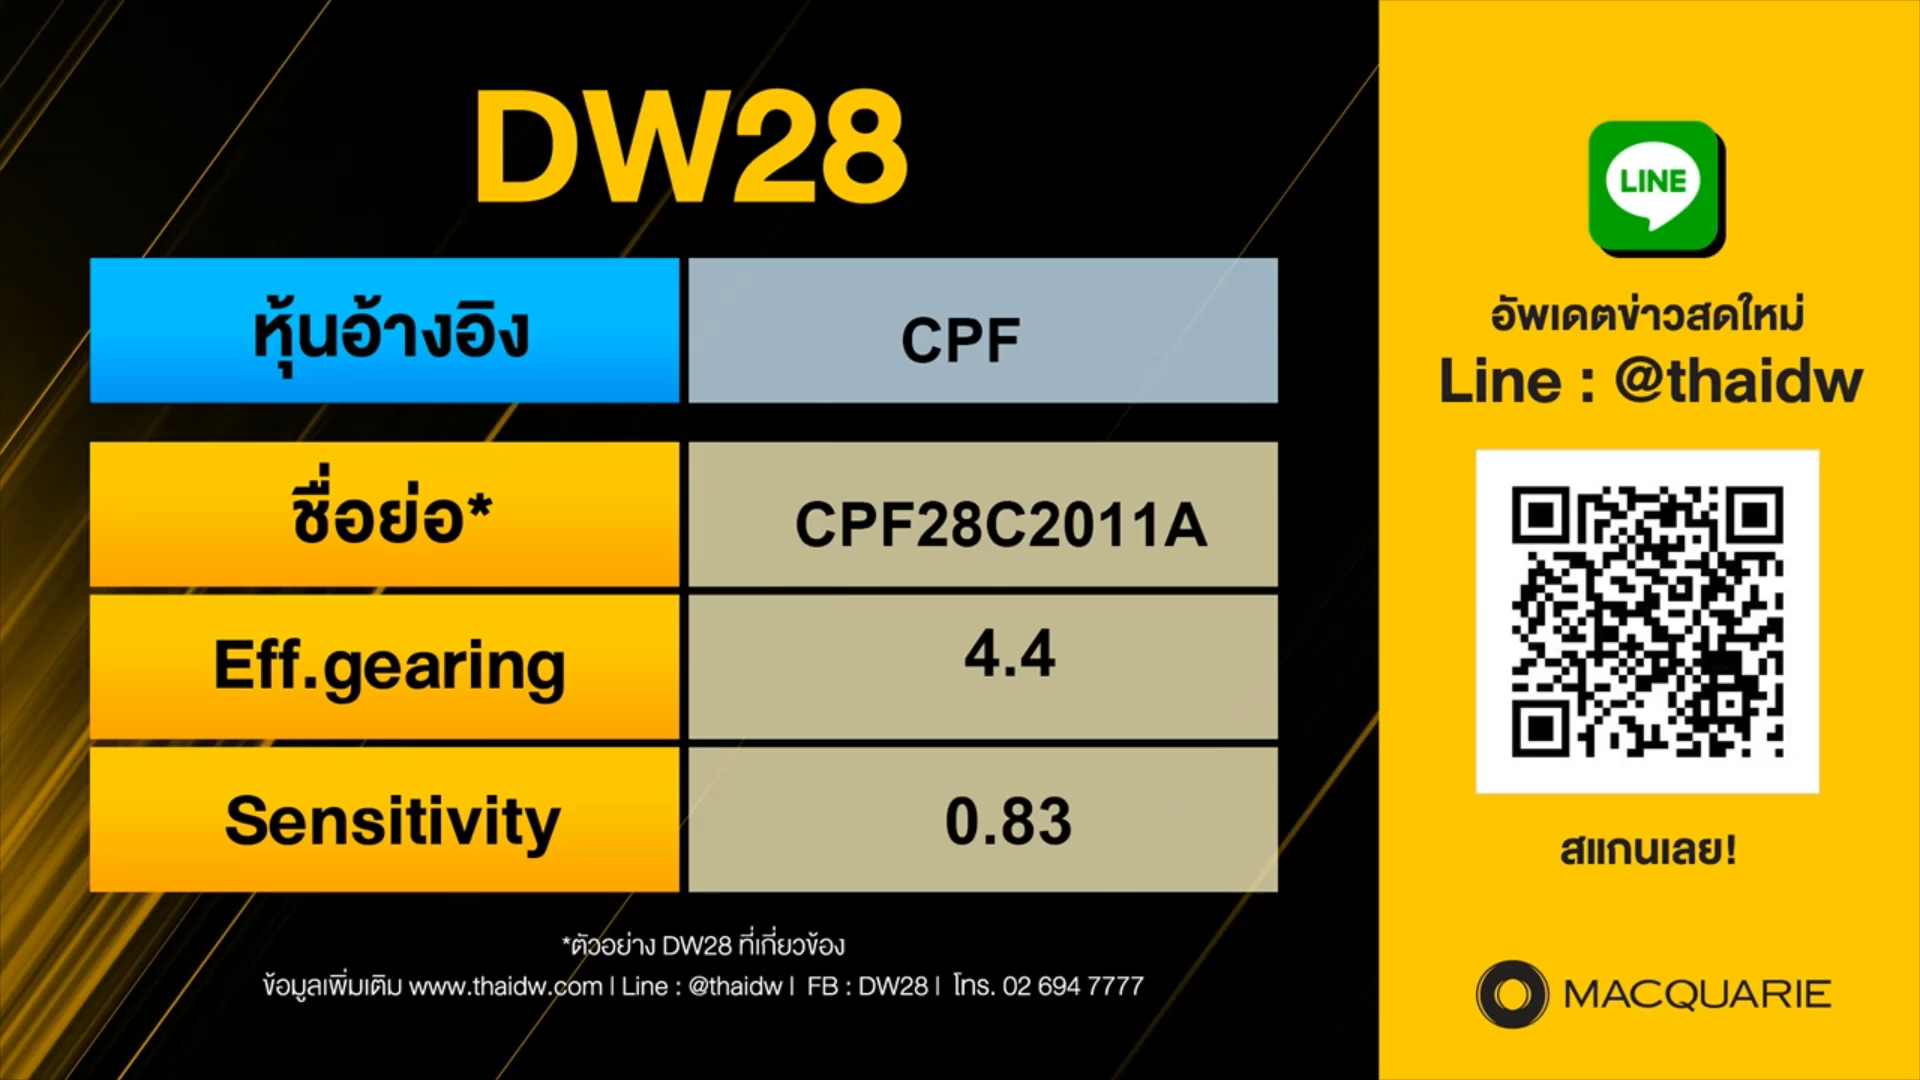 DW28
หุ้นอ้างอิง CPF
ชื่อย่อ* CPF28C2011A
Eff.gearing 4.4
Sensitivity 0.83
*ตัวอย่าง DW28 ที่เกี่ยวข้อง
ข้อมูลเพิ่มเติม www.thaidw.com | Line : @thaidw | FB : DW28 | โทร. 02 694 7777
LINE
อัพเดตข่าวสดใหม่
Line : @thaidw
สแกนเลย!
MACQUARIE